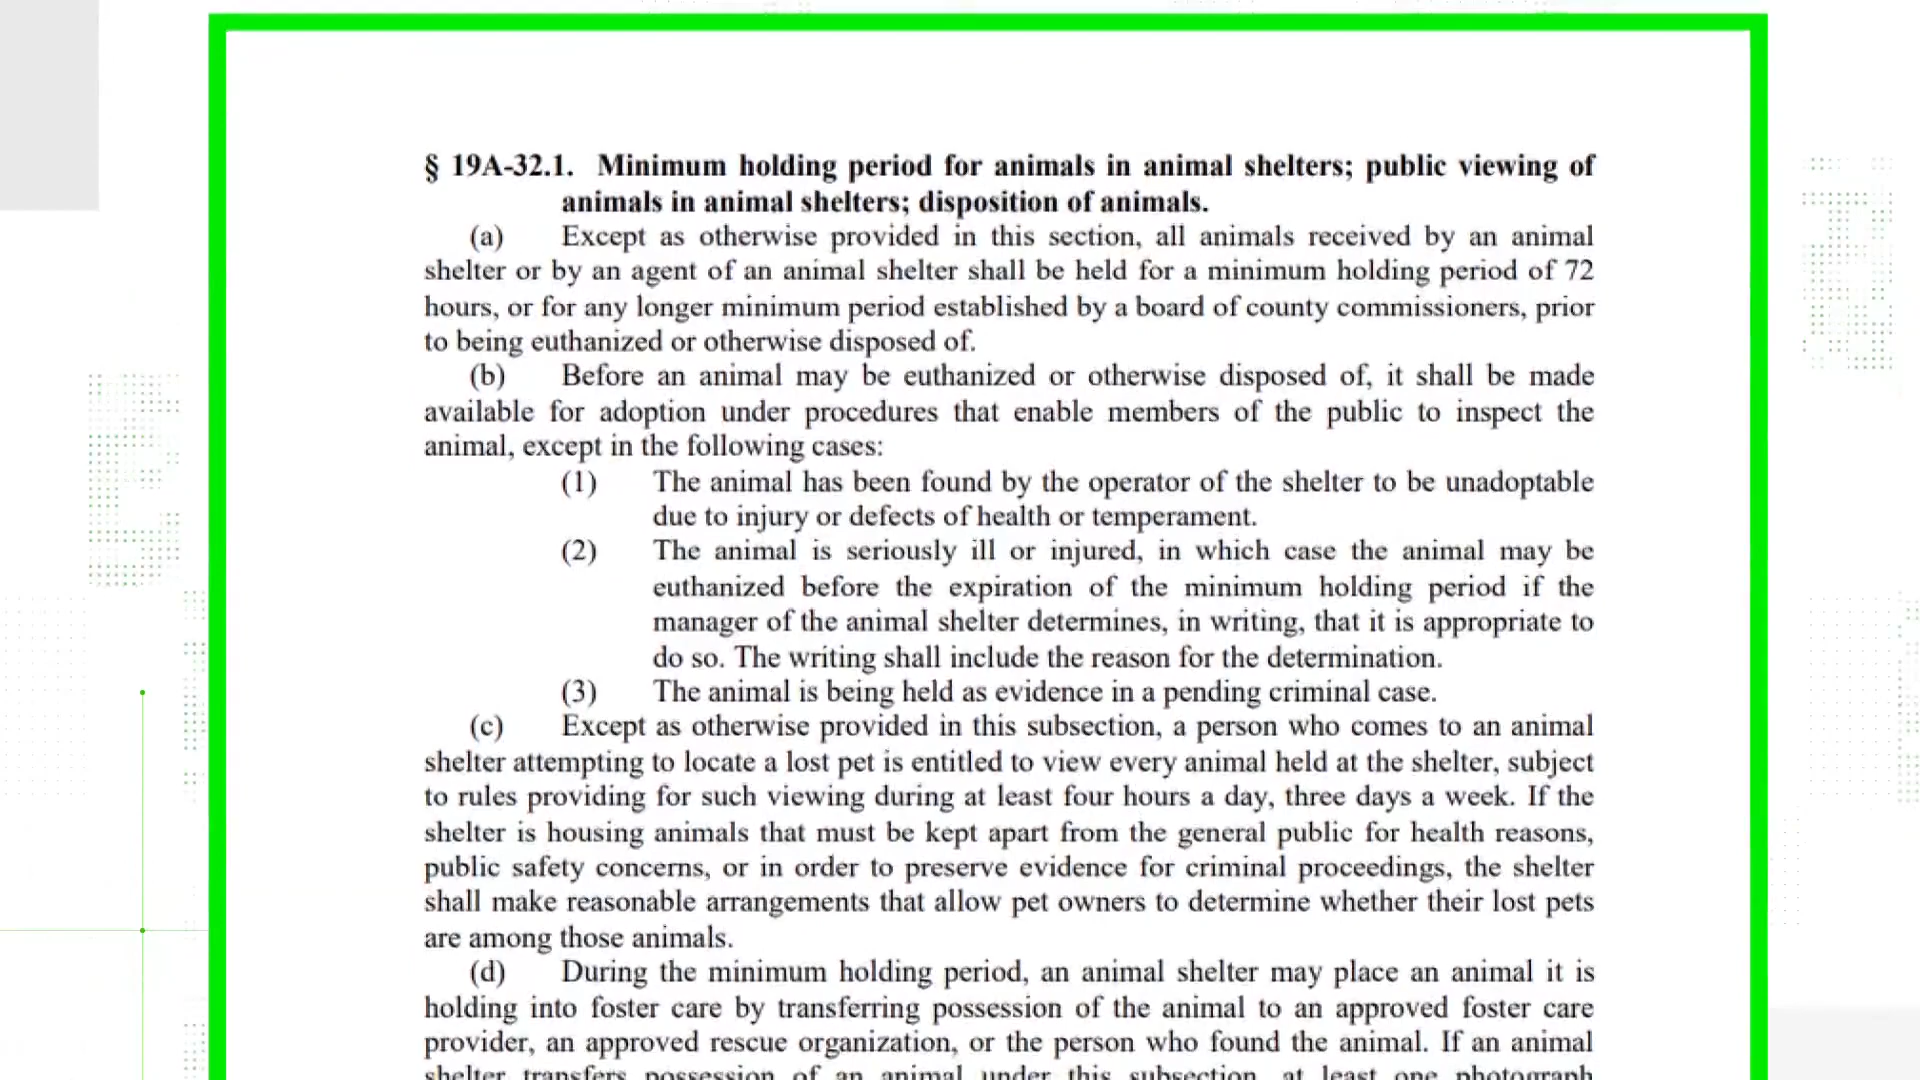 § 19A-32.1. Minimum holding period for animals in animal shelters; public viewing of
animals in animal shelters; disposition of animals.
(a) Except as otherwise provided in this section, all animals received by an animal
shelter or by an agent of an animal shelter shall be held for a minimum holding period of 72
hours, or for any longer minimum period established by a board of county commissioners, prior
to being euthanized or otherwise disposed of.
(b) Before an animal may be euthanized or otherwise disposed of, it shall be made
available for adoption under procedures that enable members of the public to inspect the
animal, except in the following cases:
(1) The animal has been found by the operator of the shelter to be unadoptable
due to injury or defects of health or temperament.
(2) The animal is seriously ill or injured, in which case the animal may be
euthanized before the expiration of the minimum holding period if the
manager of the animal shelter determines, in writing, that it is appropriate to
do so. The writing shall include the reason for the determination.
(3) The animal is being held as evidence in a pending criminal case.
(c) Except as otherwise provided in this subsection, a person who comes to an animal
shelter attempting to locate a lost pet is entitled to view every animal held at the shelter, subject
to rules providing for such viewing during at least four hours a day, three days a week. If the
shelter is housing animals that must be kept apart from the general public for health reasons,
public safety concerns, or in order to preserve evidence for criminal proceedings, the shelter
shall make reasonable arrangements that allow pet owners to determine whether their lost pets
are among those animals.
(d) During the minimum holding period, an animal shelter may place an animal it is
holding into foster care by transferring possession of the animal to an approved foster care
provider, an approved rescue organization, or the person who found the animal. If an animal
shelter transfers possession of an animal under this subsection, at least one photograph